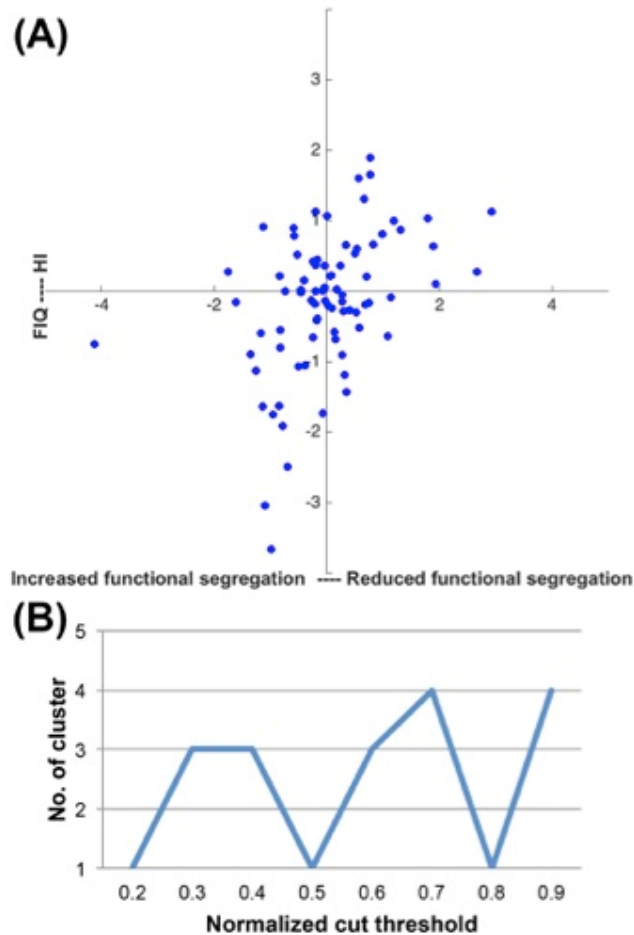 (A)
3
2
1
-4
-2
2
4
-1
-2
-3
FIQ ---- HI
Increased functional segregation ---- Reduced functional segregation
(B)
5
4
3
2
1
No. of cluster
0.2 0.3 0.4 0.5 0.6 0.7 0.8 0.9
Normalized cut threshold